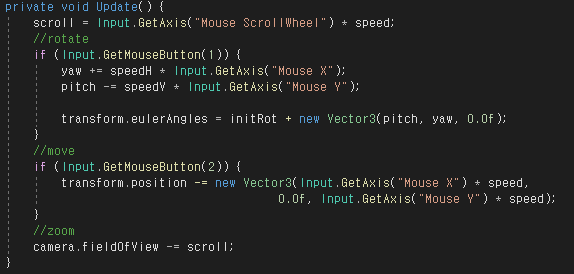 private void Update() {
scroll = Input.GetAxis("Mouse ScrollWheel") * speed;
//rotate
if (Input.GetMouseButton(1)) {
yaw += speedH * Input.GetAxis("Mouse X");
pitch -= speedV * Input.GetAxis("Mouse Y");
transform.eulerAngles = initRot + new Vector3(pitch, yaw, 0.0f);
}
//move
if (Input.GetMouseButton(2)) {
transform.position -= new Vector3(Input.GetAxis("Mouse X") * speed,
0.0f, Input.GetAxis("Mouse Y") * speed);
}
//zoom
camera.fieldOfView -= scroll;
}